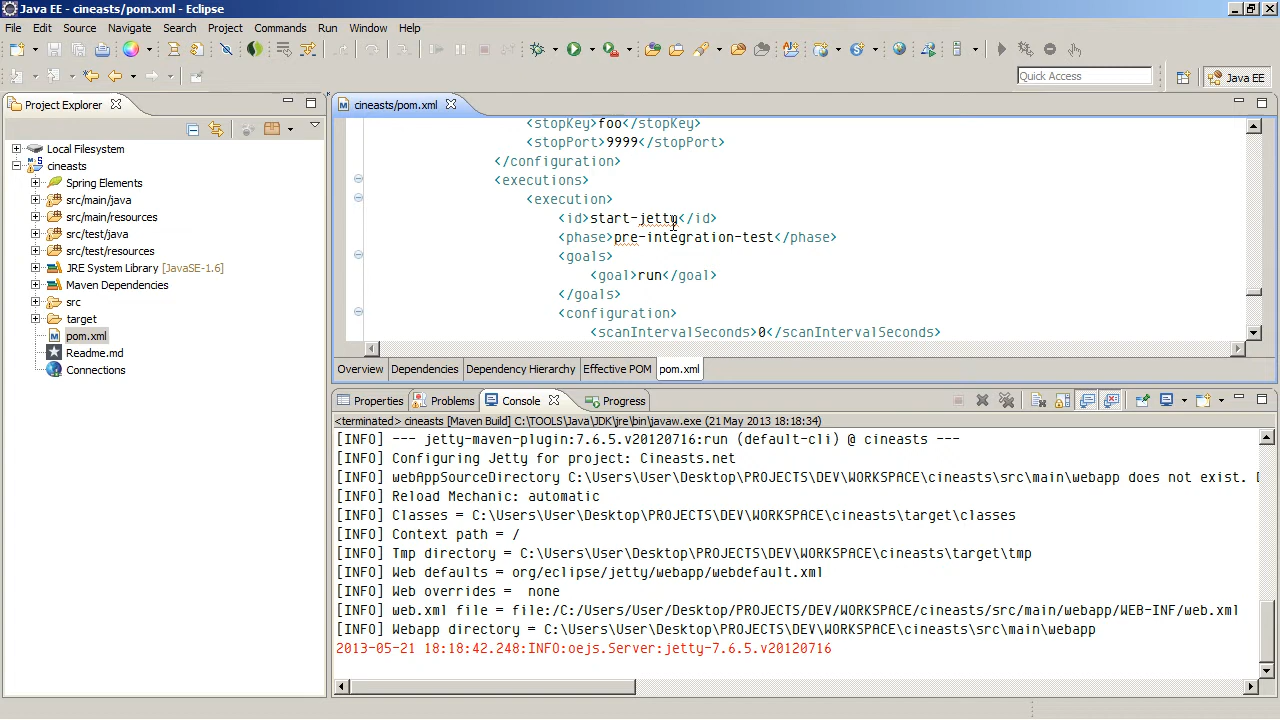 Java EE - cineasts/pom.xml - Eclipse
File Edit Source Navigate Search Project Commands Run Window Help
Quick Access
Java EE
Project Explorer
cineasts/pom.xml
Local Filesystem
cineasts
Spring Elements
src/main/java
src/main/resources
src/test/java
src/test/resources
JRE System Library [JavaSE-1.6]
Maven Dependencies
src
target
pom.xml
Readme.md
Connections
<stopKey>foo</stopKey>
<stopPort>9999</stopPort>
</configuration>
<executions>
<execution>
<id>start-jetty</id>
<phase>pre-integration-test</phase>
<goals>
<goal>run</goal>
</goals>
<configuration>
<scanIntervalSeconds>0</scanIntervalSeconds>
Overview Dependencies Dependency Hierarchy Effective POM pom.xml
Properties Problems Console Progress
<terminated> cineasts [Maven Build] C:\TOOLS\Java\JDK\jre\bin\javaw.exe (21 May 2013 18:18:34)
[INFO] --- jetty-maven-plugin:7.6.5.v20120716:run (default-cli) @ cineasts ---
[INFO] Configuring Jetty for project: Cineasts.net
[INFO] webAppSourceDirectory C:\Users\User\Desktop\PROJECTS\DEV\WORKSPACE\cineasts\src\main\webapp does not exist.
[INFO] Reload Mechanic: automatic
[INFO] Classes = C:\Users\User\Desktop\PROJECTS\DEV\WORKSPACE\cineasts\target\classes
[INFO] Context path = /
[INFO] Tmp directory = C:\Users\User\Desktop\PROJECTS\DEV\WORKSPACE\cineasts\target\tmp
[INFO] Web defaults = org/eclipse/jetty/webapp/webdefault.xml
[INFO] Web overrides =  none
[INFO] web.xml file = file:/C:/Users/User/Desktop/PROJECTS/DEV/WORKSPACE/cineasts/src/main/webapp/WEB-INF/web.xml
[INFO] Webapp directory = C:\Users\User\Desktop\PROJECTS\DEV\WORKSPACE\cineasts\src\main\webapp
2013-05-21 18:18:42.248:INFO:oejs.Server:jetty-7.6.5.v20120716